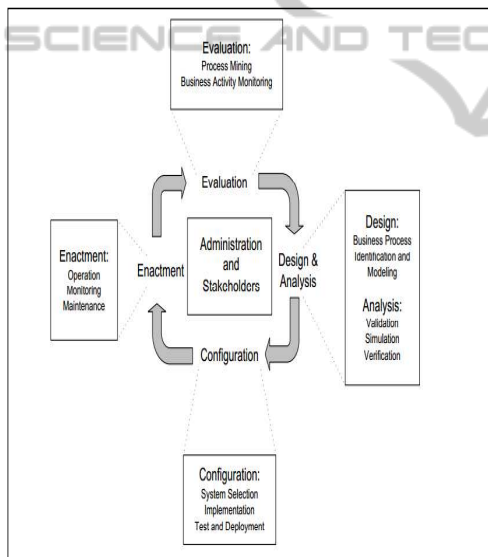 SCIENCE AND TEC
Evaluation:
Process Mining
Business Activity Monitoring
Evaluation
Enactment:
Operation
Monitoring
Maintenance
Enactment
Administration
and
Stakeholders
Design &
Analysis
Design:
Business Process
Identification and
Modeling
Analysis:
Validation
Simulation
Verification
Configuration
Configuration:
System Selection
Implementation
Test and Deployment